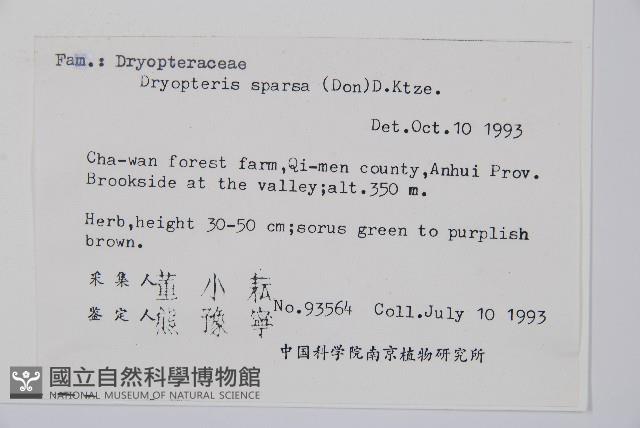 Fam.: Dryopteraceae
Dryopteris sparsa (Don)D.Ktze.
Det.Oct.10 1993
Cha-wan forest farm,Qi-men county,Anhui Prov.
Brookside at the valley;alt.350 m.
Herb,height 30-50 cm;sorus green to purplish
brown.
采集人董小耘
No.93564 Coll.July 10 1993
鉴定人熊豫寧
中国科学院南京植物研究所
國立自然科學博物館
NATIONAL MUSEUM OF NATURAL SCIENCE